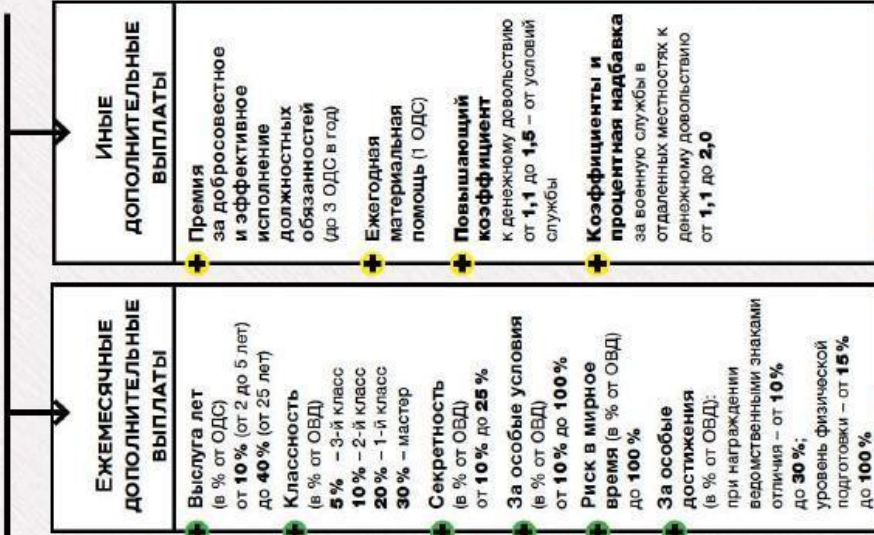 ЕЖЕМЕСЯЧНЫЕ
ДОПОЛНИТЕЛЬНЫЕ
ВЫПЛАТЫ
Выслуга лет
(в % от ОДС)
от 10% (от 2 до 5 лет)
до 40% (от 25 лет)
Классность
(в % от ОВД)
5% – 3-й класс
10% – 2-й класс
20% – 1-й класс
30% – мастер
Секретность
(в % от ОВД)
от 10% до 25%
За особые условия
(в % от ОВД)
от 10% до 100%
Риск в мирное
время (в % от ОВД)
до 100%
За особые
достижения
(в % от ОВД):
при награждении
ведомственными знаками
отличия – от 10%
до 30%;
уровень физической
подготовки – от 15%
до 100%
ИНЫЕ
ДОПОЛНИТЕЛЬНЫЕ
ВЫПЛАТЫ
Премия
за добросовестное
и эффективное
исполнение
должностных
обязанностей
(до 3 ОДС в год)
Ежегодная
материальная
помощь (1 ОДС)
Повышающий
коэффициент
к денежному довольствию
от 1,1 до 1,5 – от условий
службы
Коэффициенты и
процентная надбавка
за военную службы в
отдаленных местностях к
денежному довольствию
от 1,1 до 2,0